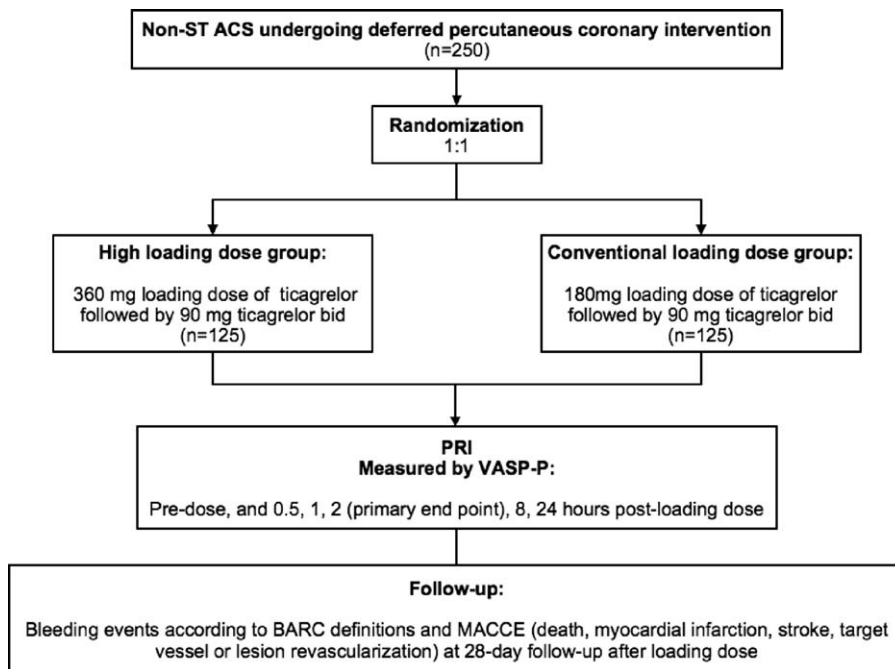 Non-ST ACS undergoing deferred percutaneous coronary intervention
(n=250)
Randomization
1:1
High loading dose group:
360 mg loading dose of ticagrelor
followed by 90 mg ticagrelor bid
(n=125)
Conventional loading dose group:
180mg loading dose of ticagrelor
followed by 90 mg ticagrelor bid
(n=125)
PRI
Measured by VASP-P:
Pre-dose, and 0.5, 1, 2 (primary end point), 8, 24 hours post-loading dose
Follow-up:
Bleeding events according to BARC definitions and MACCE (death, myocardial infarction, stroke, target
vessel or lesion revascularization) at 28-day follow-up after loading dose